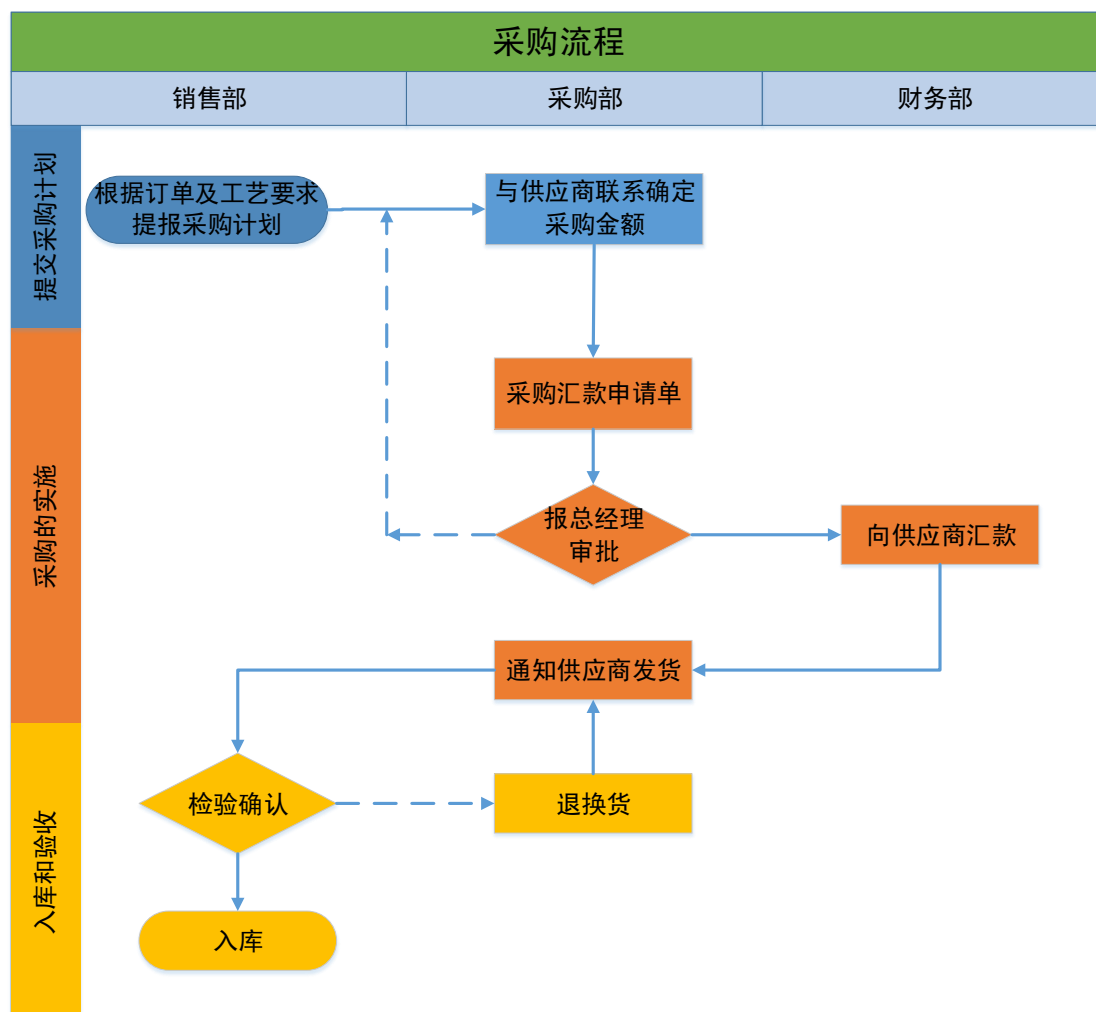 采购流程
销售部
采购部
财务部
提交采购计划
根据订单及工艺要求
提报采购计划
与供应商联系确定
采购金额
采购的实施
采购汇款申请单
报总经理
审批
向供应商汇款
通知供应商发货
入库和验收
检验确认
退换货
入库